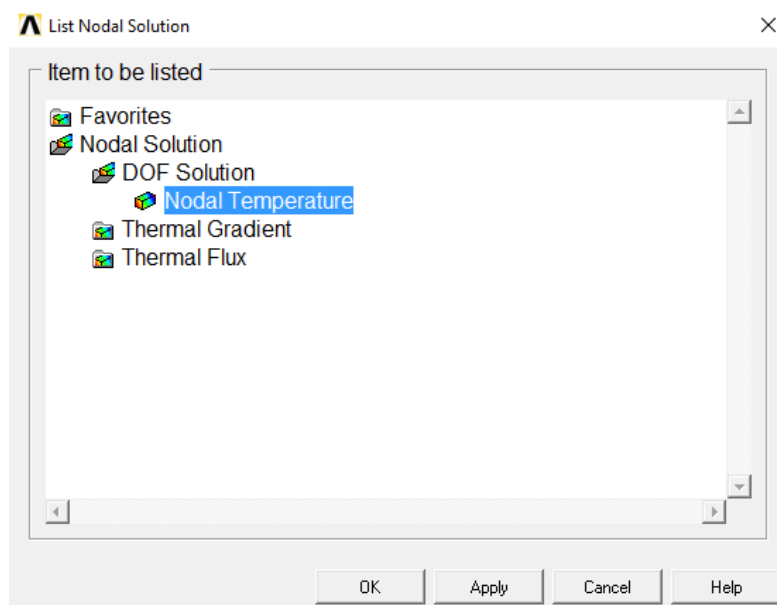 List Nodal Solution
Item to be listed
Favorites
Nodal Solution
DOF Solution
Nodal Temperature
Thermal Gradient
Thermal Flux
OK Apply Cancel Help